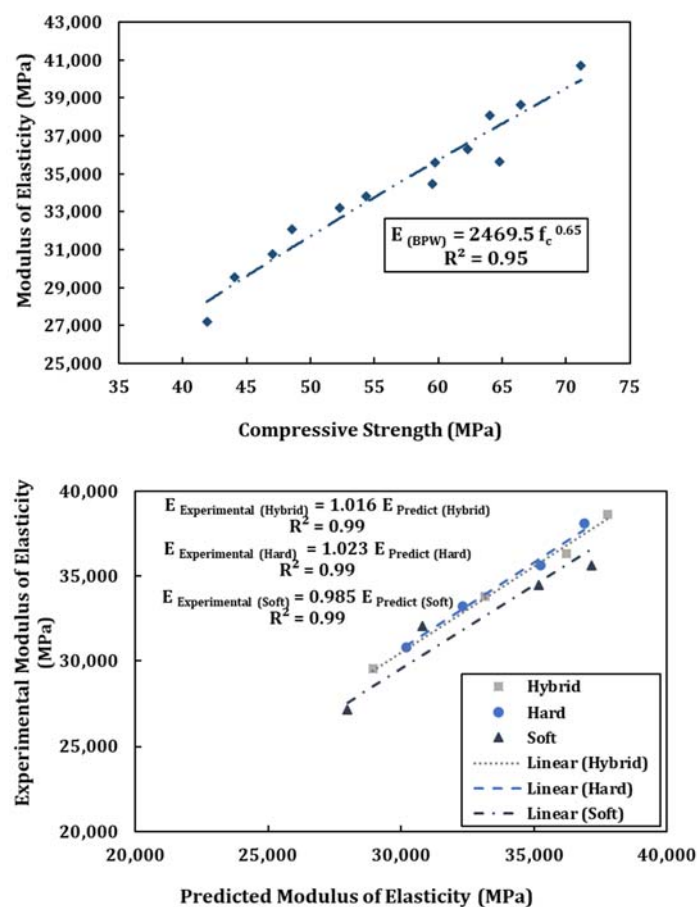 43,000
41,000
39,000
37,000
35,000
33,000
31,000
29,000
27,000
25,000
Modulus of Elasticity (MPa)
E (BPW) = 2469.5 fc 0.65
R² = 0.95
35 40 45 50 55 60 65 70 75
Compressive Strength (MPa)
40,000
35,000
30,000
25,000
20,000
Experimental Modulus of Elasticity
(MPa)
E Experimental (Hybrid) = 1.016 E Predict (Hybrid)
R² = 0.99
E Experimental (Hard) = 1.023 E Predict (Hard)
R² = 0.99
E Experimental (Soft) = 0.985 E Predict (Soft)
R² = 0.99
Hybrid
Hard
Soft
Linear (Hybrid)
Linear (Hard)
Linear (Soft)
20,000 25,000 30,000 35,000 40,000
Predicted Modulus of Elasticity (MPa)